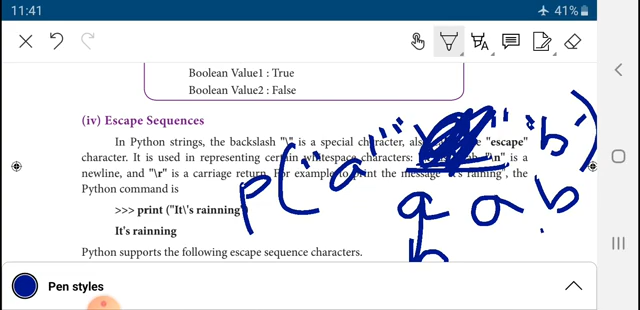 11:41
41%
Boolean Value1 : True
Boolean Value2 : False
(iv) Escape Sequences
In Python strings, the backslash "\" is a special character, also "escape"
character. It is used in representing certain whitespace characters: "\n" is a
newline, and "\r" is a carriage return. For example to print the message "It's raining", the
Python command is
>>> print ("It\'s rainning")
It's rainning
Python supports the following escape sequence characters.
P("a" "b")
a a b
b
Pen styles